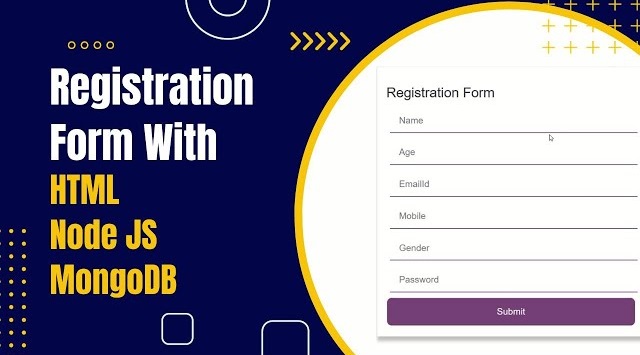 Registration
Form With
HTML
Node JS
MongoDB
Registration Form
Name
Age
EmailId
Mobile
Gender
Password
Submit